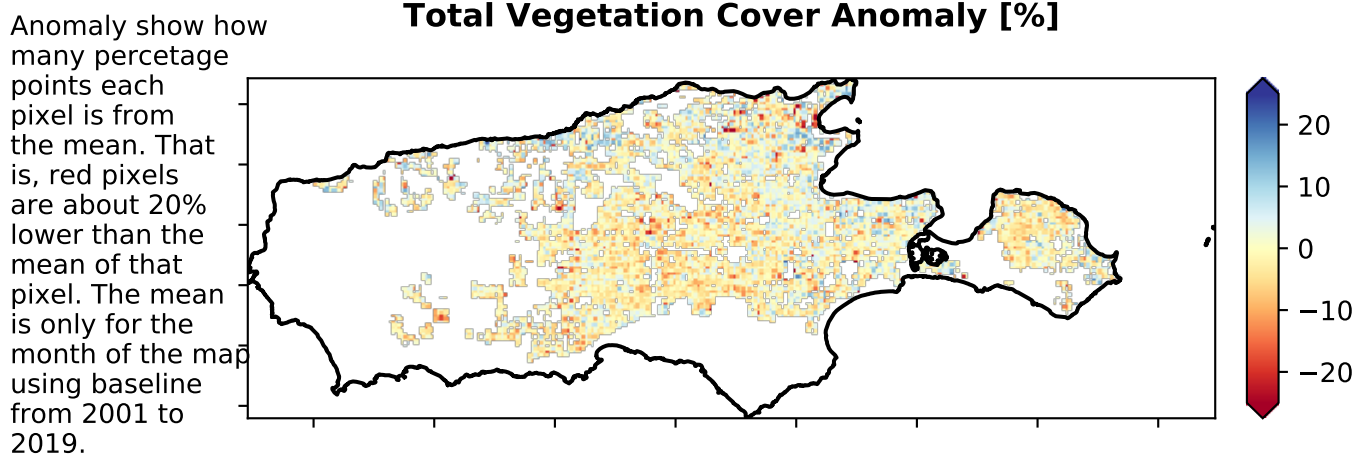 Total Vegetation Cover Anomaly [%]
Anomaly show how
many percetage
points each
pixel is from
the mean. That
is, red pixels
are about 20%
lower than the
mean of that
pixel. The mean
is only for the
month of the map
using baseline
from 2001 to
2019.
20
10
0
−10
−20